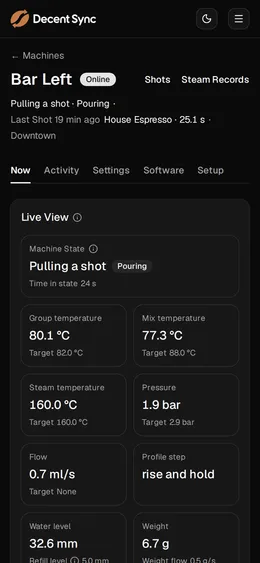 Decent Sync
← Machines
Bar Left Online Shots Steam Records
Pulling a shot · Pouring ·
Last Shot 19 min ago House Espresso · 25.1 s ·
Downtown
Now Activity Settings Software Setup
Live View
Machine State
Pulling a shot Pouring
Time in state 24 s
Group temperature Mix temperature
80.1 °C 77.3 °C
Target 82.0 °C Target 88.0 °C
Steam temperature Pressure
160.0 °C 1.9 bar
Target 160.0 °C Target 2.9 bar
Flow Profile step
0.7 ml/s rise and hold
Target None
Water level Weight
32.6 mm 6.7 g
Refill level 5.0 mm Weight flow 0.5 g/s